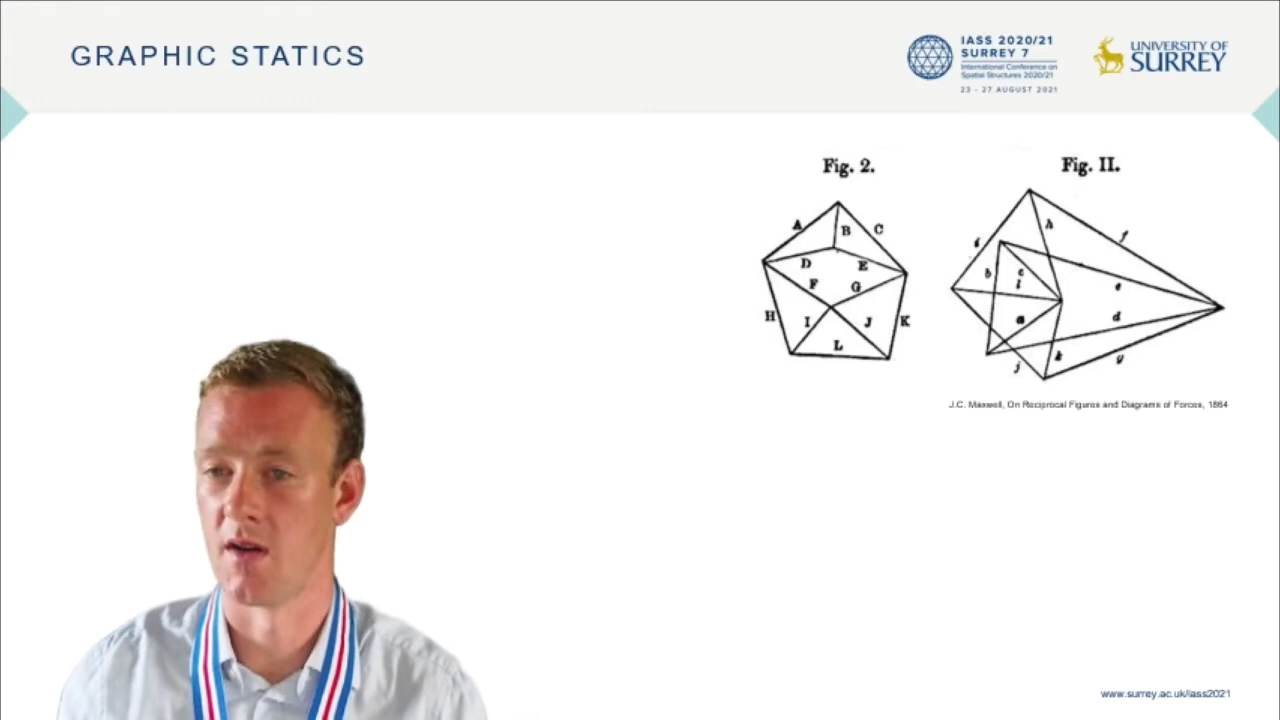 GRAPHIC STATICS
IASS 2020/21
SURREY 7
International Conference on
Spatial Structures 2020/21
23 - 27 AUGUST 2021
UNIVERSITY OF
SURREY
Fig. 2.
Fig. II.
A
B
C
D
E
F
G
H
I
J
K
L
i
h
f
b
c
l
e
a
d
j
k
g
J.C. Maxwell, On Reciprocal Figures and Diagrams of Forces, 1864
www.surrey.ac.uk/iass2021